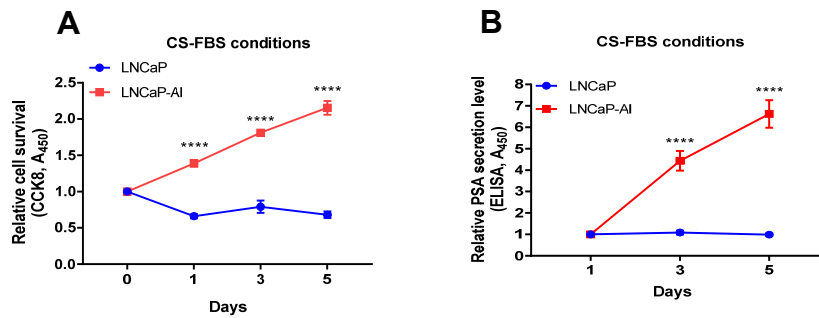 A
CS-FBS conditions
LNCaP
LNCaP-AI
Relative cell survival
(CCK8, A450)
2.5
2.0
1.5
1.0
0.5
0.0
****
****
****
0
1
3
5
Days
B
CS-FBS conditions
LNCaP
LNCaP-AI
Relative PSA secretion level
(ELISA, A450)
8
7
6
5
4
3
2
1
0
****
****
1
3
5
Days